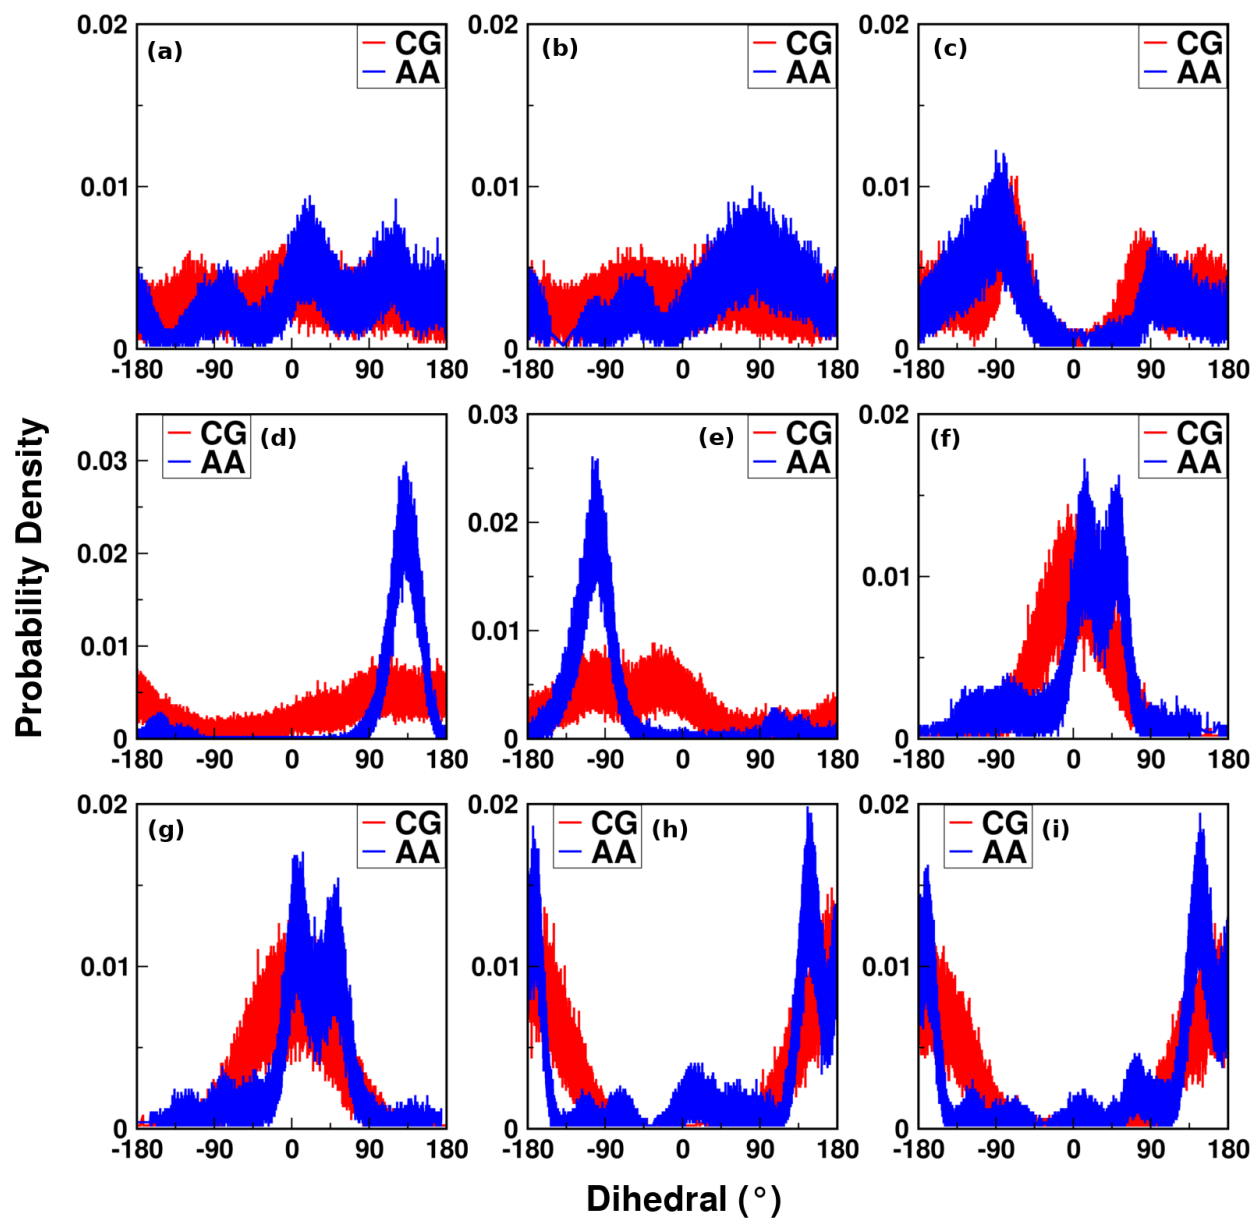 0.02 (a) CG 0.02 (b) CG 0.02 (c) CG
AA AA AA
0.01 0.01 0.01
0 0 0
-180 -90 0 90 180 -180 -90 0 90 180 -180 -90 0 90 180
Probability Density
CG (d) 0.03 (e) CG 0.02 (f) CG
0.03 AA AA AA
0.02 0.02 0.01
0.01 0.01
0 0 0
-180 -90 0 90 180 -180 -90 0 90 180 -180 -90 0 90 180
0.02 (g) CG 0.02 CG (h) 0.02 CG (i)
AA AA AA
0.01 0.01 0.01
0 0 0
-180 -90 0 90 180 -180 -90 0 90 180 -180 -90 0 90 180
Dihedral (°)